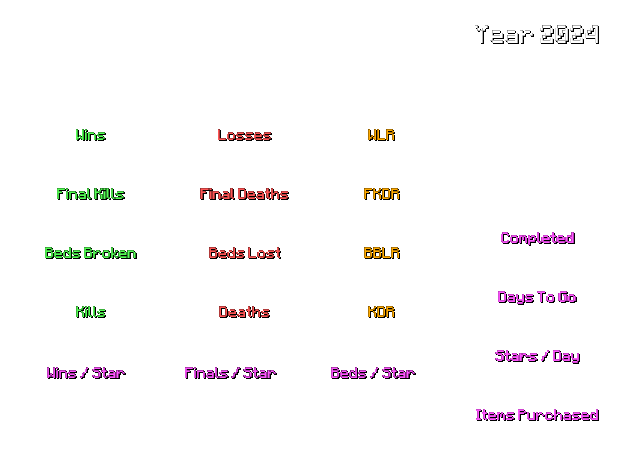 Year 2024
Wins Losses WLR
Final Kills Final Deaths FKDR
Completed
Beds Broken Beds Lost BBLR
Days To Go
Kills Deaths KDR
Stars / Day
Wins / Star Finals / Star Beds / Star
Items Purchased